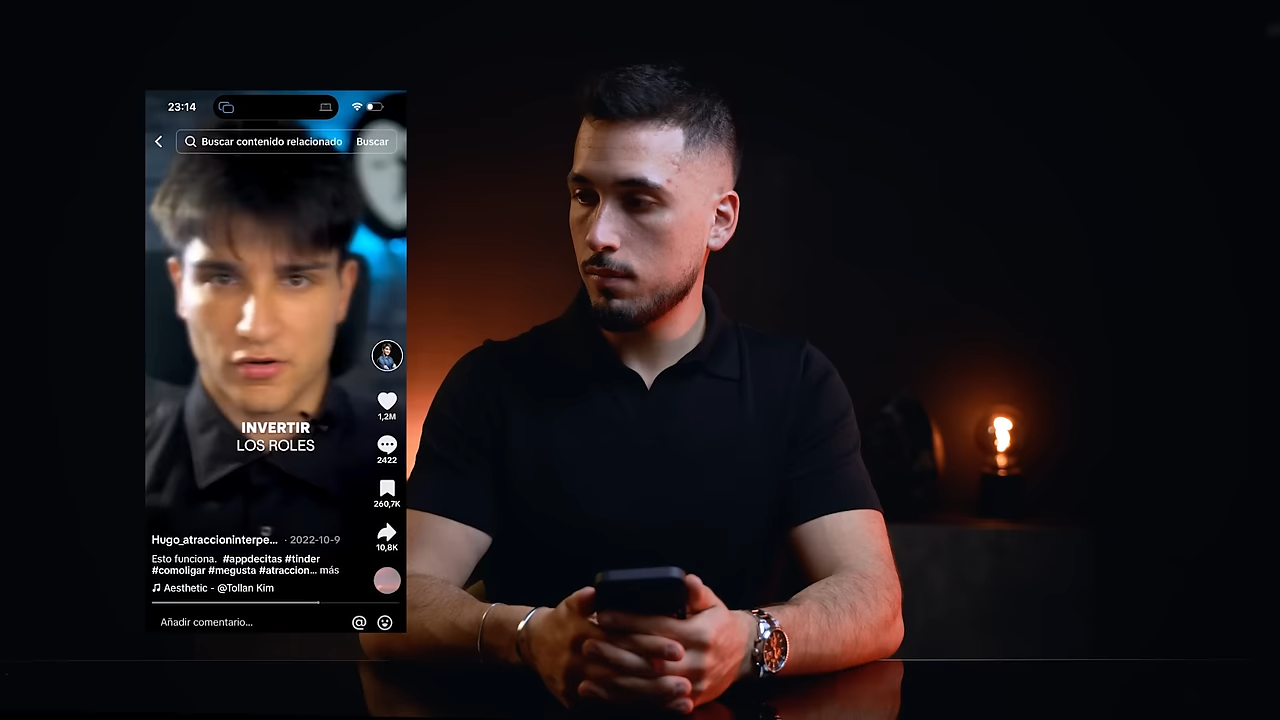 23:14
Buscar contenido relacionado Buscar
INVERTIR
LOS ROLES
1,2M
2422
260,7K
10,8K
Hugo_atraccioninterpe... · 2022-10-9
Esto funciona. #appdecitas #tinder
#comoligar #megusta #atraccion... más
Aesthetic - @Tollan Kim
Añadir comentario...